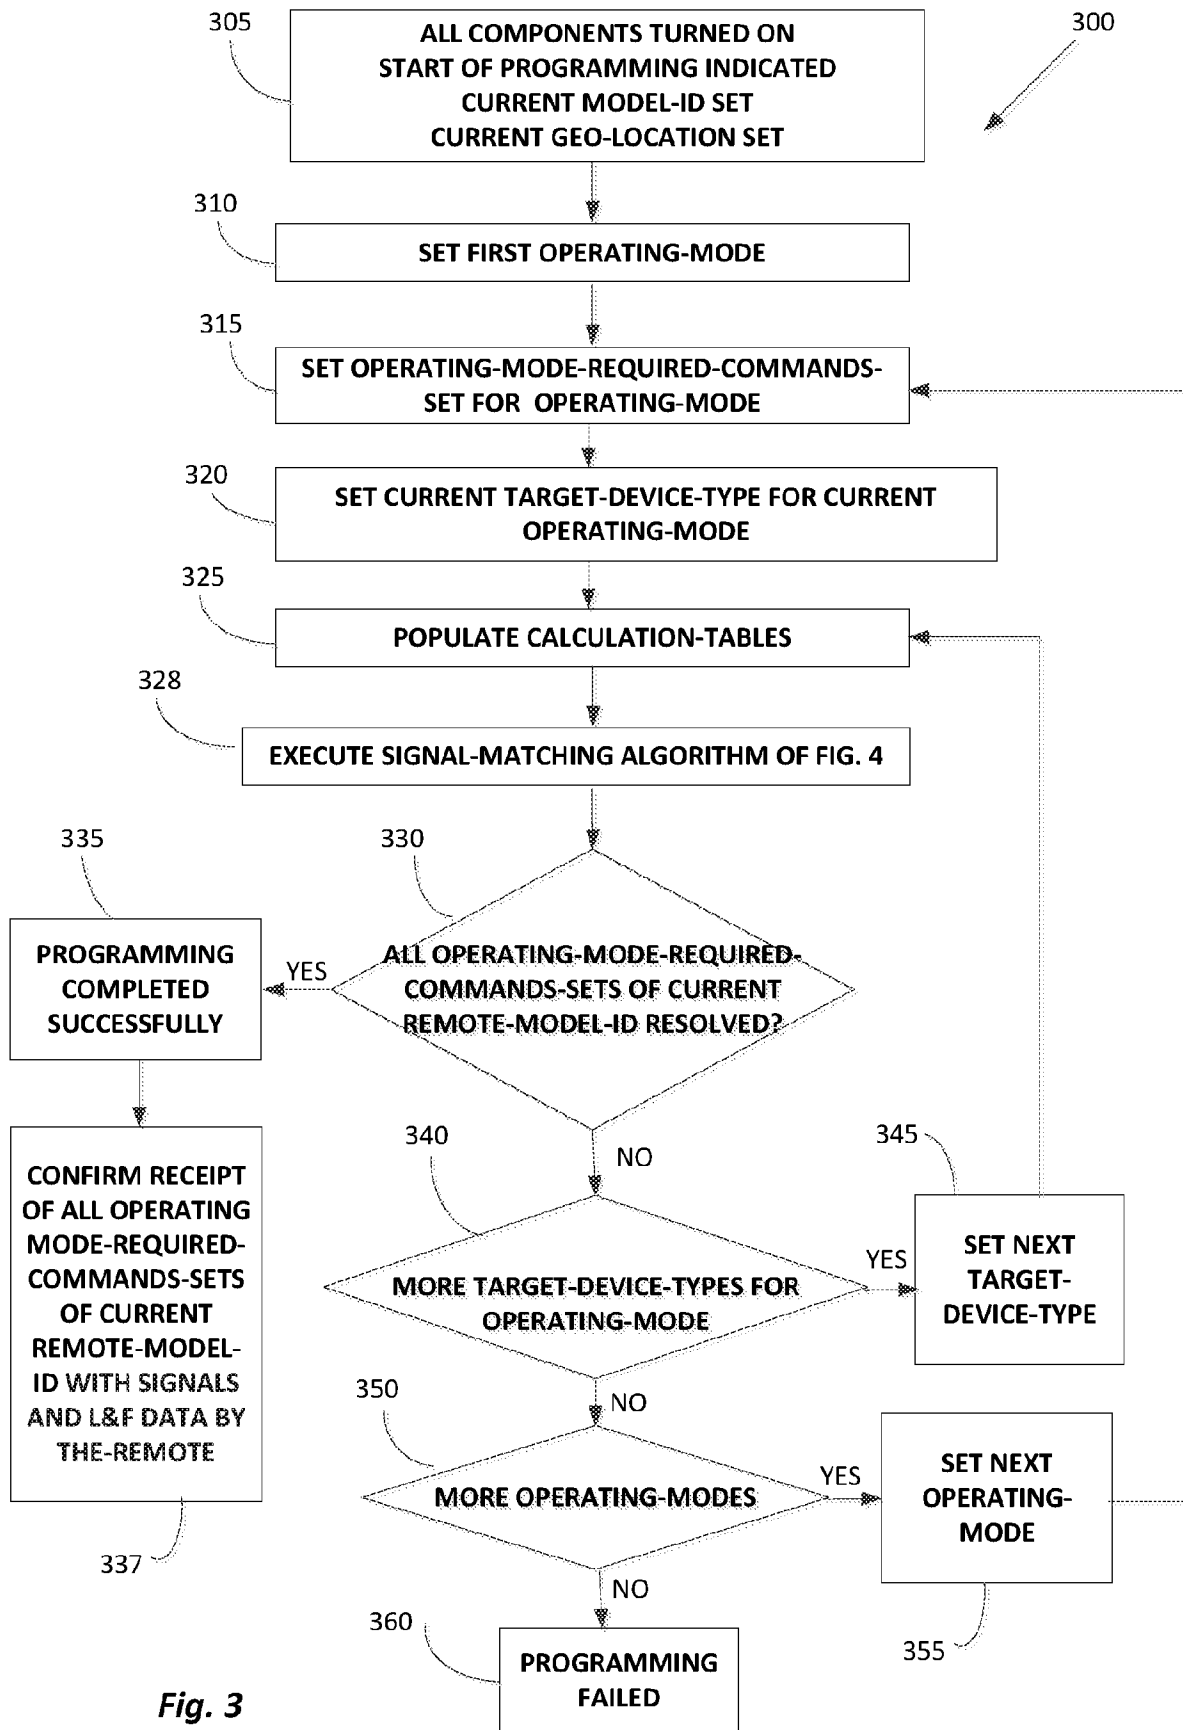 305
ALL COMPONENTS TURNED ON
START OF PROGRAMMING INDICATED
CURRENT MODEL-ID SET
CURRENT GEO-LOCATION SET
300
310
SET FIRST OPERATING-MODE
315
SET OPERATING-MODE-REQUIRED-COMMANDS-
SET FOR OPERATING-MODE
320
SET CURRENT TARGET-DEVICE-TYPE FOR CURRENT
OPERATING-MODE
325
POPULATE CALCULATION-TABLES
328
EXECUTE SIGNAL-MATCHING ALGORITHM OF FIG. 4
330
ALL OPERATING-MODE-REQUIRED-
COMMANDS-SETS OF CURRENT
REMOTE-MODEL-ID RESOLVED?
YES
335
PROGRAMMING
COMPLETED
SUCCESSFULLY
CONFIRM RECEIPT
OF ALL OPERATING
MODE-REQUIRED-
COMMANDS-SETS
OF CURRENT
REMOTE-MODEL-
ID WITH SIGNALS
AND L&F DATA BY
THE-REMOTE
337
NO
340
MORE TARGET-DEVICE-TYPES FOR
OPERATING-MODE
YES
345
SET NEXT
TARGET-
DEVICE-TYPE
NO
350
MORE OPERATING-MODES
YES
SET NEXT
OPERATING-
MODE
355
NO
360
PROGRAMMING
FAILED
Fig. 3